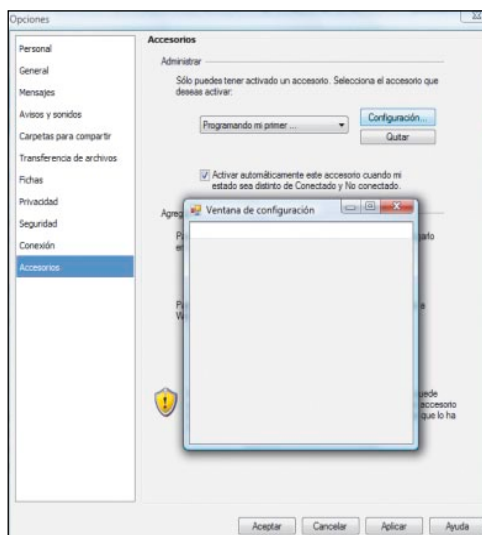 Opciones
Personal
General
Mensajes
Avisos y sonidos
Carpetas para compartir
Transferencia de archivos
Fichas
Privacidad
Seguridad
Conexión
Accesorios
Accesorios
Administrar
Sólo puedes tener activado un accesorio. Selecciona el accesorio que
deseas activar:
Programando mi primer ...
Configuración...
Quitar
Activar automáticamente este accesorio cuando mi
estado sea distinto de Conectado y No conectado.
Ventana de configuración
accesorio
que lo ha
Aceptar
Cancelar
Aplicar
Ayuda